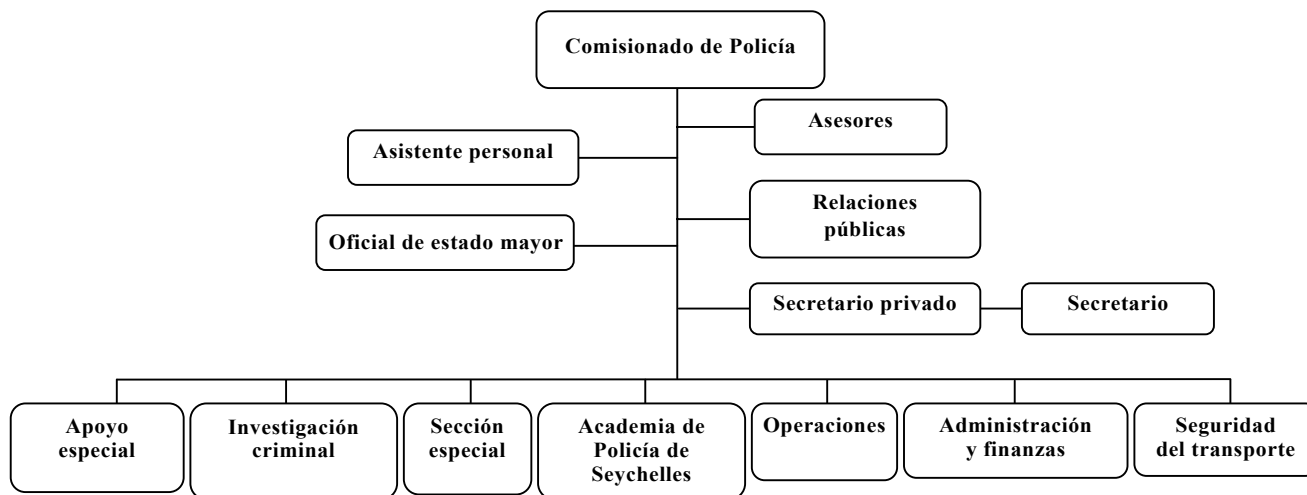 Comisionado de Policía
Asesores
Asistente personal
Relaciones
públicas
Oficial de estado mayor
Secretario privado
Secretario
Apoyo
especial
Investigación
criminal
Sección
especial
Academia de
Policía de
Seychelles
Operaciones
Administración
y finanzas
Seguridad
del transporte